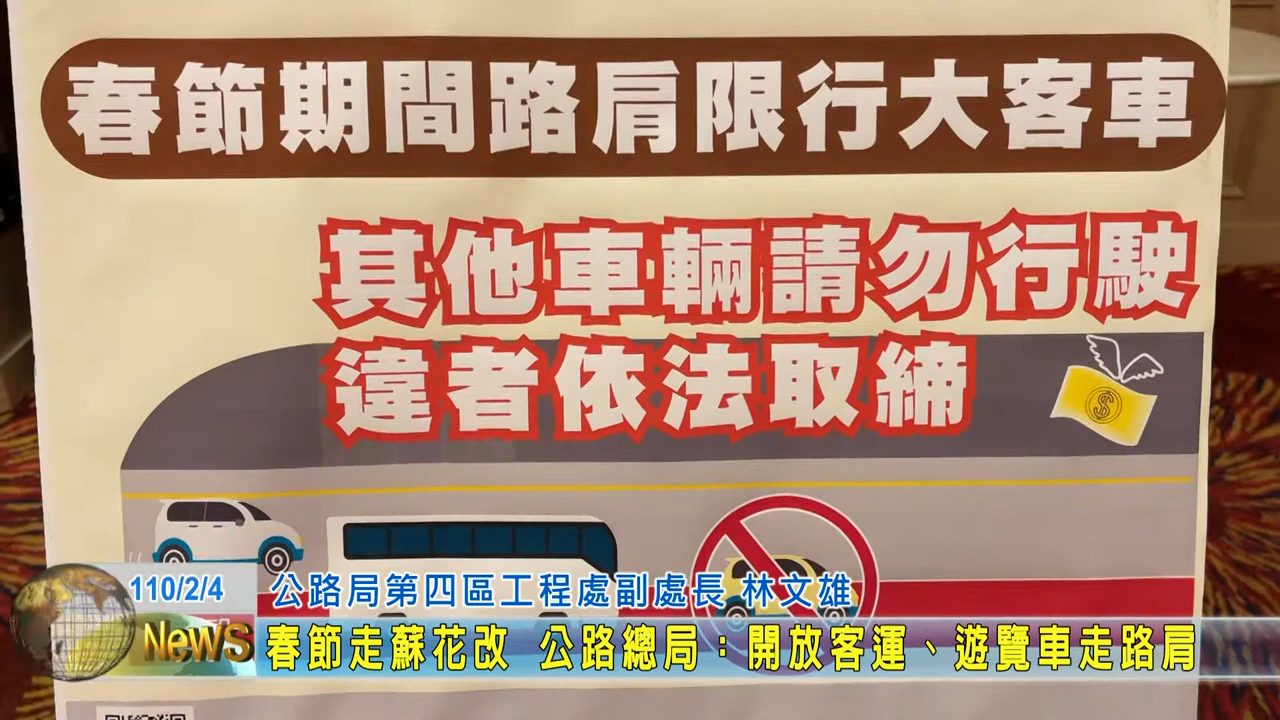 春節期間路肩限行大客車
其他車輛請勿行駛
違者依法取締
$
110/2/4 公路局第四區工程處副處長 林文雄
News 春節走蘇花改 公路總局：開放客運、遊覽車走路肩